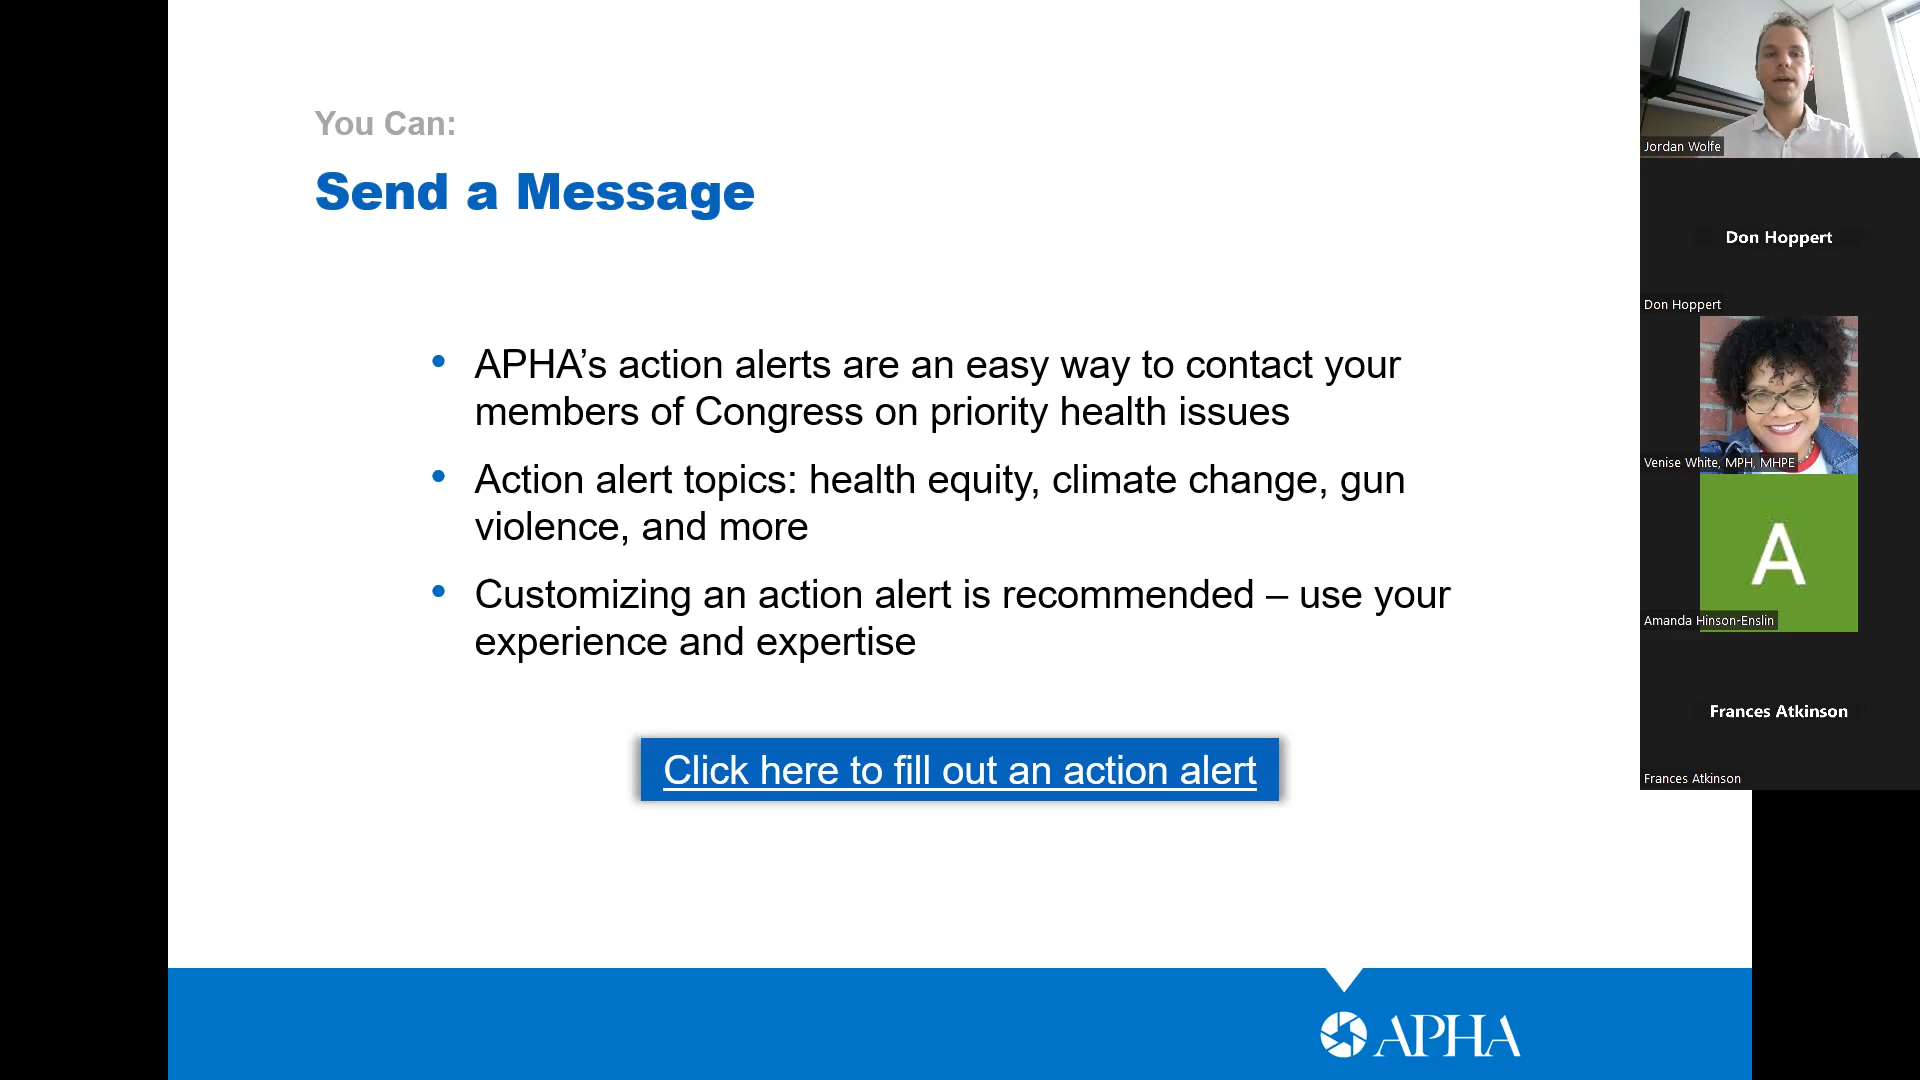 You Can:
Send a Message
• APHA’s action alerts are an easy way to contact your
members of Congress on priority health issues
• Action alert topics: health equity, climate change, gun
violence, and more
• Customizing an action alert is recommended – use your
experience and expertise
Click here to fill out an action alert
APHA
Jordan Wolfe
Don Hoppert
Don Hoppert
Venise White, MPH, MHPE
A
Amanda Hinson-Enslin
Frances Atkinson
Frances Atkinson